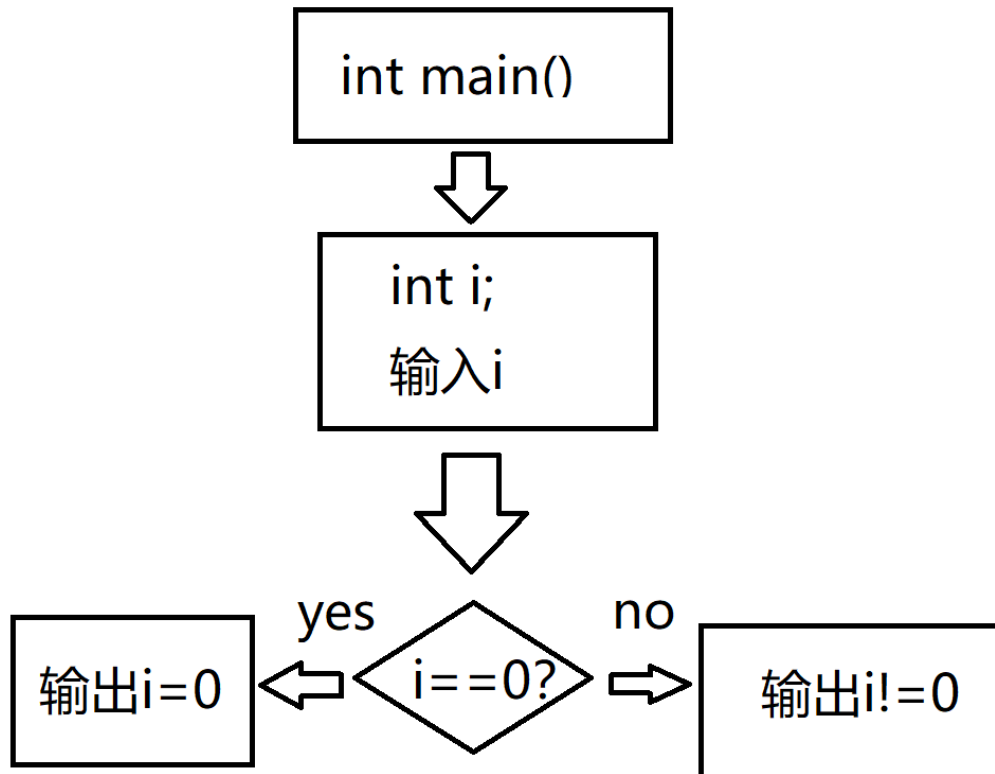 int main()
int i;
输入i
yes
no
输出i=0
i==0?
输出i!=0